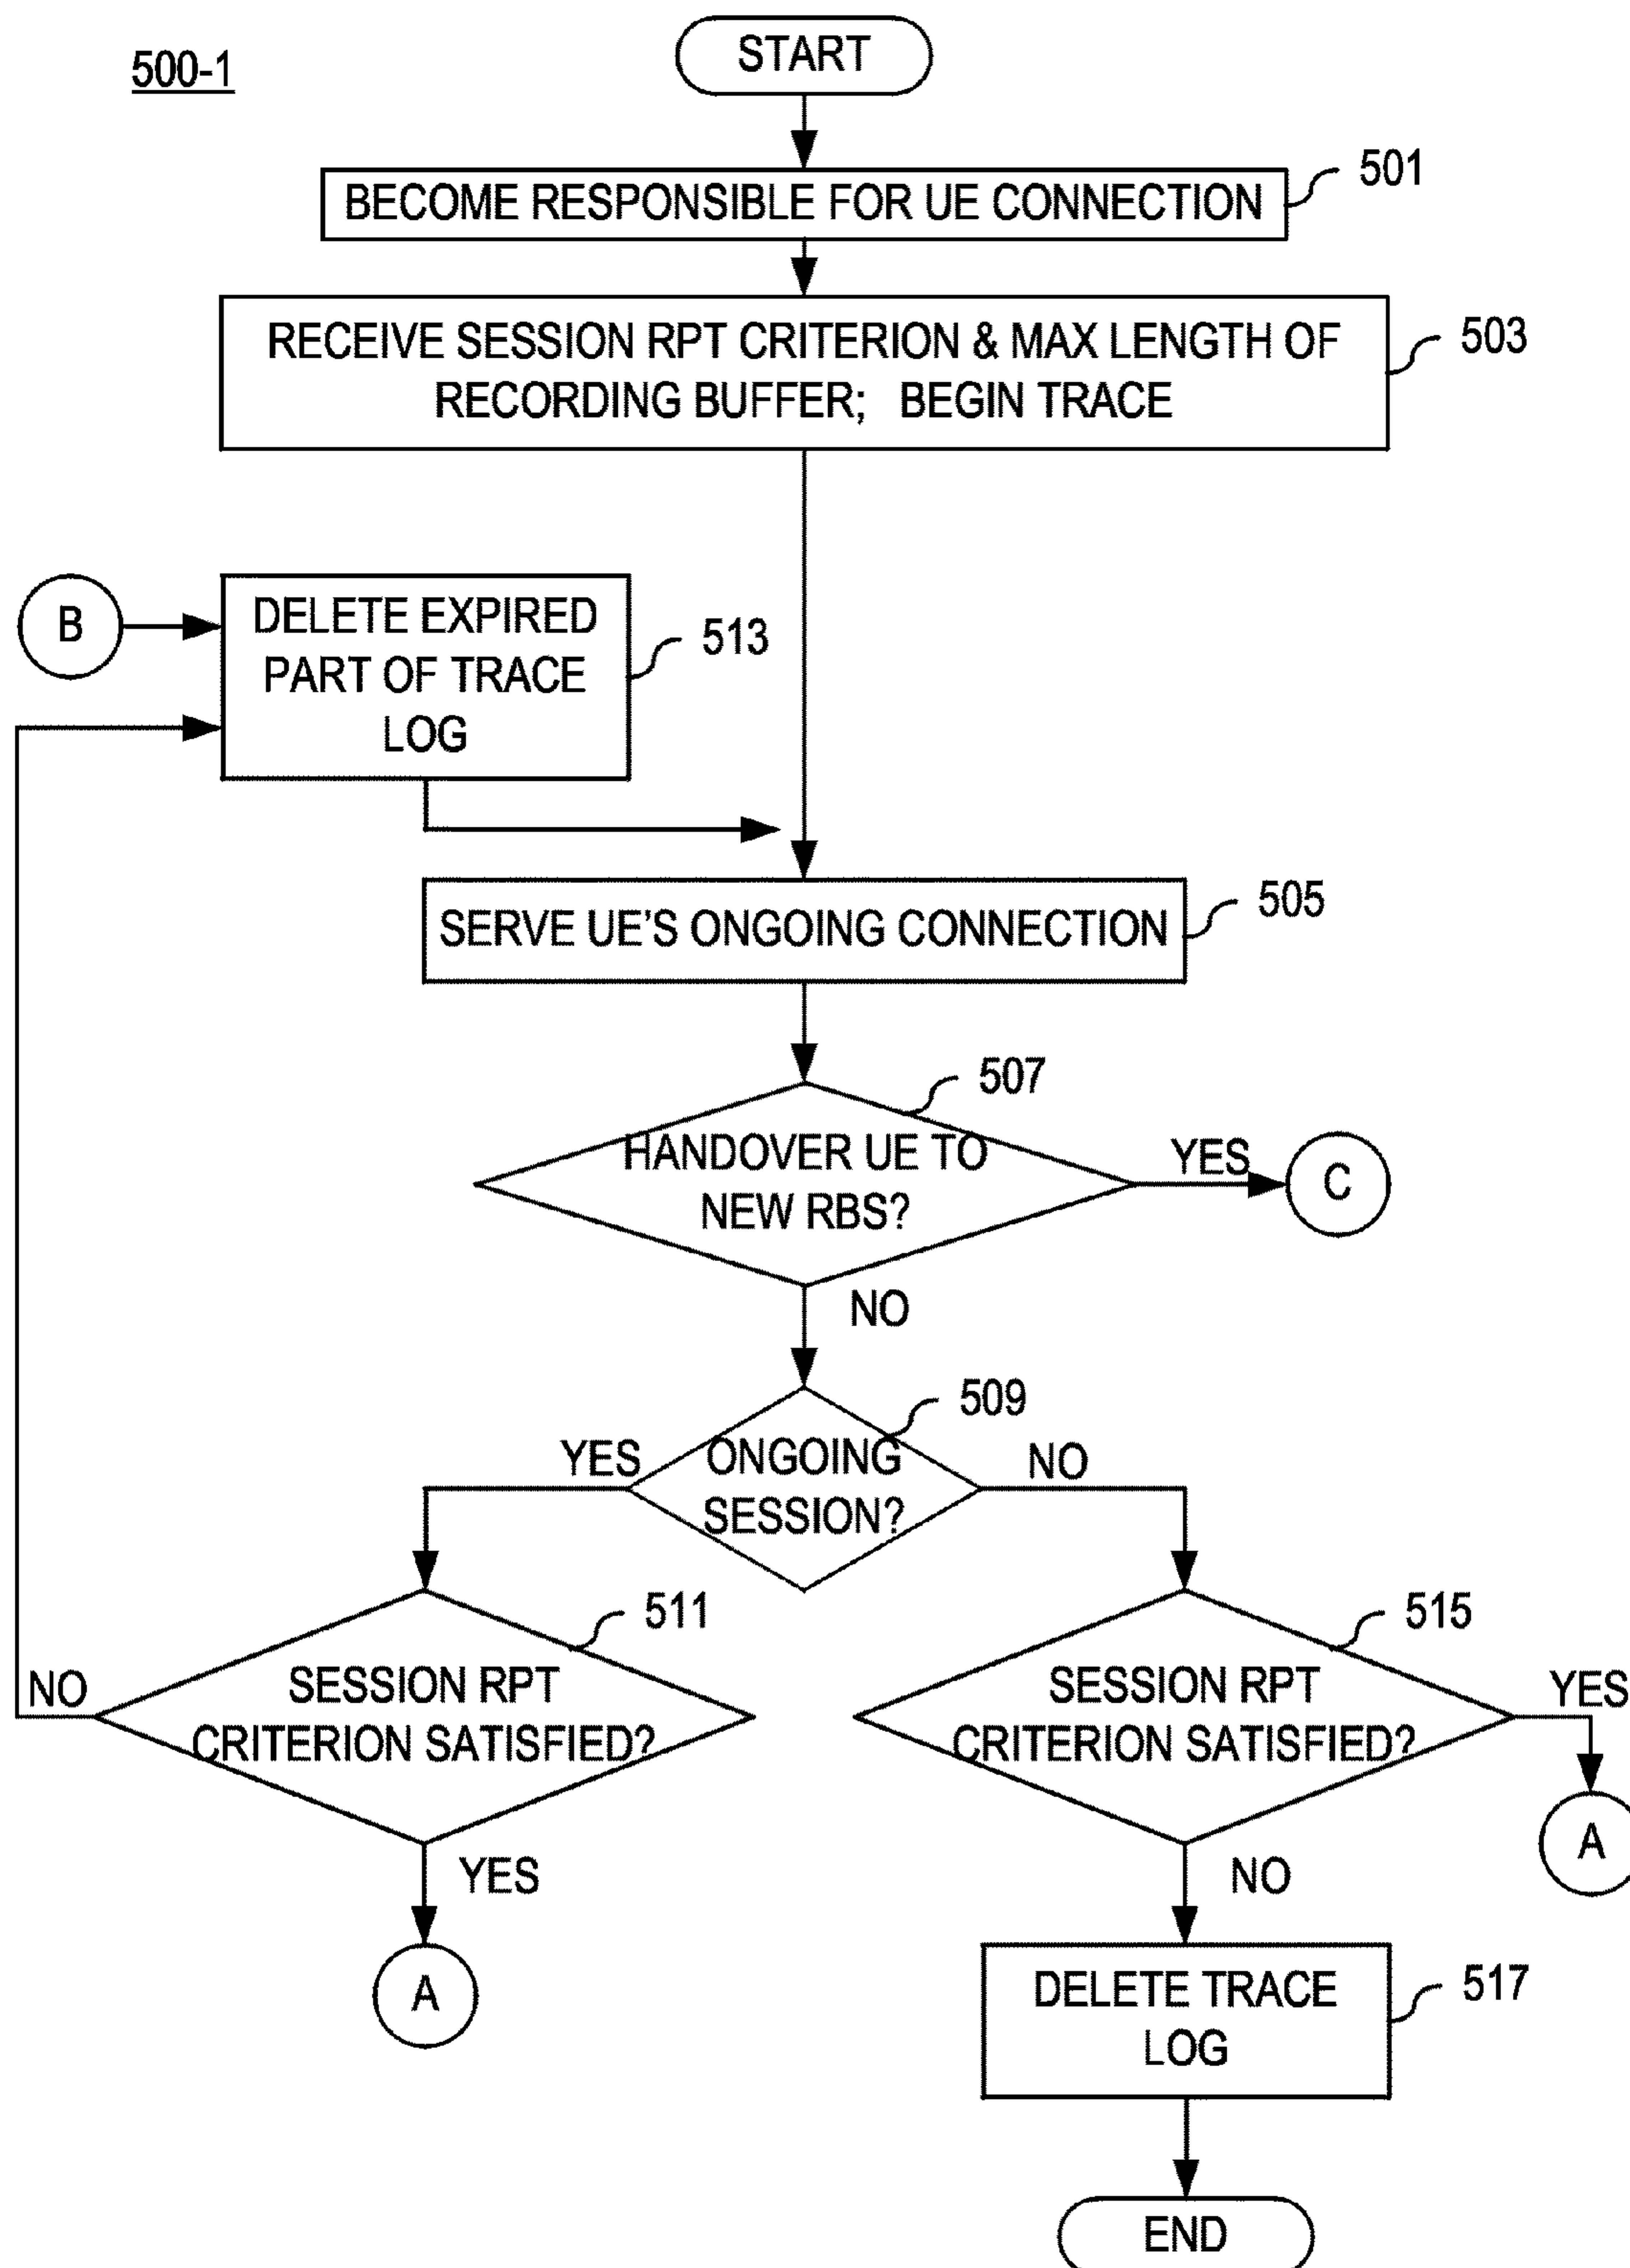 500-1
START
BECOME RESPONSIBLE FOR UE CONNECTION
501
RECEIVE SESSION RPT CRITERION & MAX LENGTH OF
RECORDING BUFFER; BEGIN TRACE
503
B
DELETE EXPIRED
PART OF TRACE
LOG
513
SERVE UE'S ONGOING CONNECTION
505
507
HANDOVER UE TO
NEW RBS?
YES
C
NO
509
YES
ONGOING
SESSION?
NO
511
SESSION RPT
CRITERION SATISFIED?
NO
YES
A
515
SESSION RPT
CRITERION SATISFIED?
YES
A
NO
DELETE TRACE
LOG
517
END